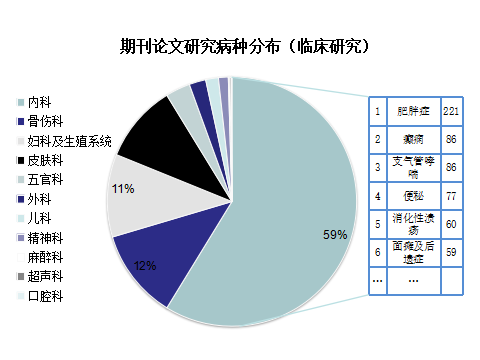 期刊论文研究病种分布（临床研究）
内科
骨伤科
妇科及生殖系统
皮肤科
五官科
外科
儿科
精神科
麻醉科
超声科
口腔科
59%
12%
11%
1 肥胖症 221
2 癫痫 86
3 支气管哮
喘 86
4 便秘 77
5 消化性溃
疡 60
6 面瘫及后
遗症 59
... ...